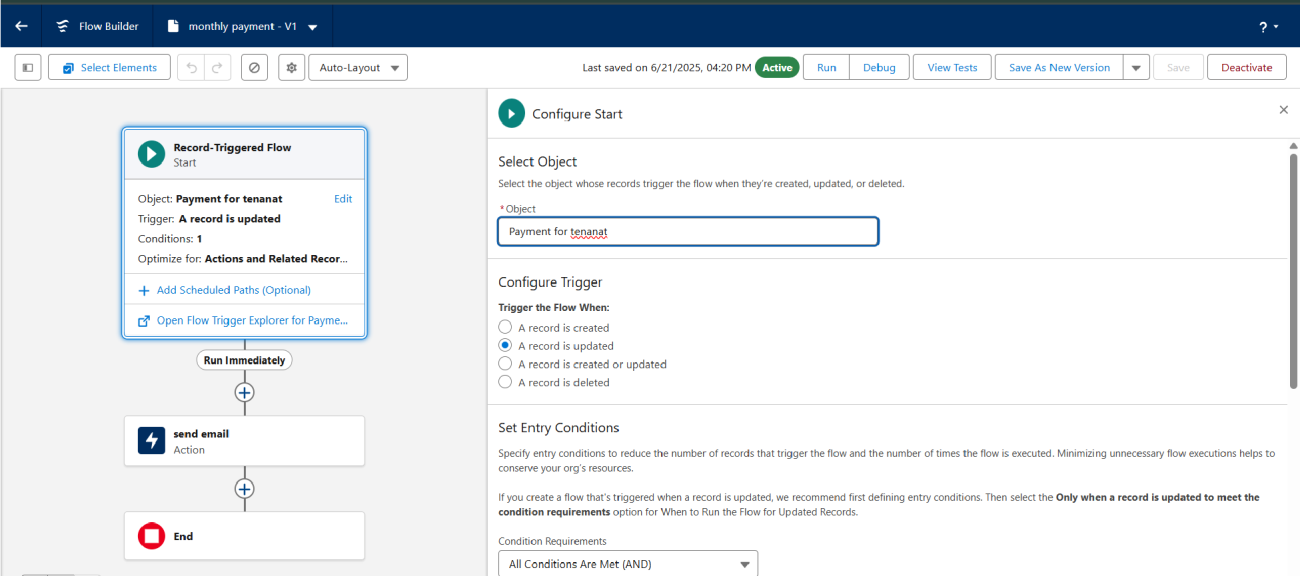 Flow Builder
monthly payment - V1
?
Select Elements
Auto-Layout
Last saved on 6/21/2025, 04:20 PM
Active
Run
Debug
View Tests
Save As New Version
Save
Deactivate
Record-Triggered Flow
Start
Object: Payment for tenanat
Edit
Trigger: A record is updated
Conditions: 1
Optimize for: Actions and Related Recor...
Add Scheduled Paths (Optional)
Open Flow Trigger Explorer for Payme...
Run Immediately
send email
Action
End
Configure Start
Select Object
Select the object whose records trigger the flow when they're created, updated, or deleted.
*Object
Payment for tenanat
Configure Trigger
Trigger the Flow When:
A record is created
A record is updated
A record is created or updated
A record is deleted
Set Entry Conditions
Specify entry conditions to reduce the number of records that trigger the flow and the number of times the flow is executed. Minimizing unnecessary flow executions helps to
conserve your org's resources.
If you create a flow that's triggered when a record is updated, we recommend first defining entry conditions. Then select the Only when a record is updated to meet the
condition requirements option for When to Run the Flow for Updated Records.
Condition Requirements
All Conditions Are Met (AND)